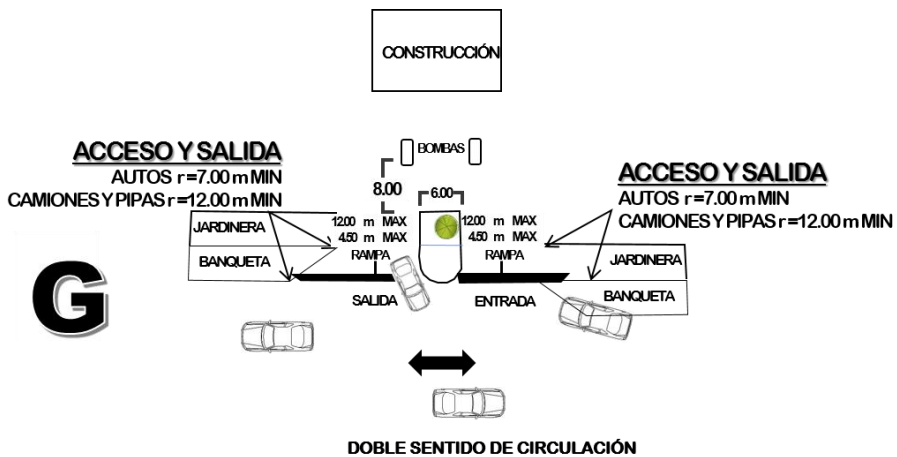 CONSTRUCCIÓN
BOMBAS
ACCESO Y SALIDA
AUTOS r=7.00 m MIN
CAMIONES Y PIPAS r=12.00 m MIN
8.00
6.00
ACCESO Y SALIDA
AUTOS r=7.00 m MIN
CAMIONES Y PIPAS r=12.00 m MIN
JARDINERA
12.00 m MAX
4.50 m MAX
RAMPA
12.00 m MAX
4.50 m MAX
RAMPA
JARDINERA
BANQUETA
BANQUETA
SALIDA
ENTRADA
G
DOBLE SENTIDO DE CIRCULACIÓN